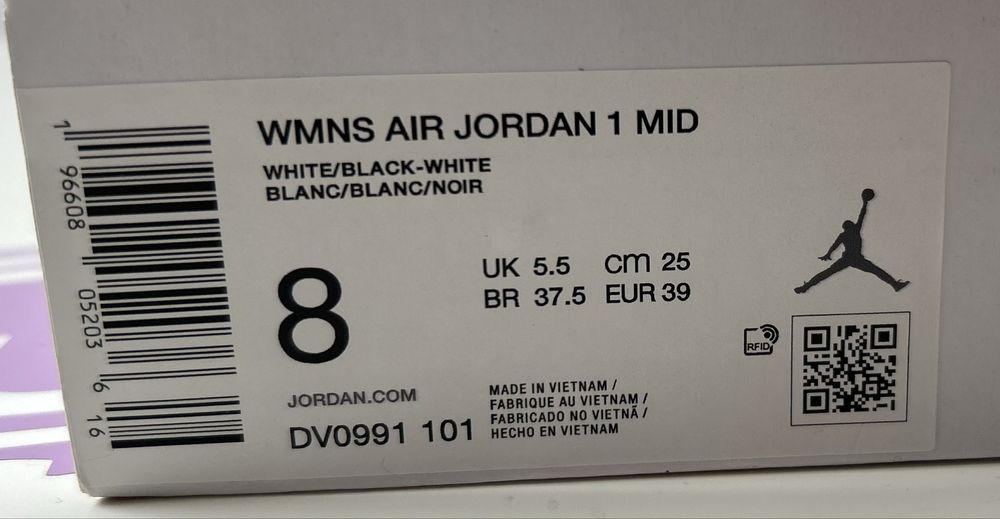 WMNS AIR JORDAN 1 MID
WHITE/BLACK-WHITE
BLANC/BLANC/NOIR
8
UK 5.5 cm 25
BR 37.5 EUR 39
RFID
JORDAN.COM
DV0991 101
MADE IN VIETNAM /
FABRIQUE AU VIETNAM /
FABRICADO NO VIETNÃ /
HECHO EN VIETNAM
1 96608 05203 6 16